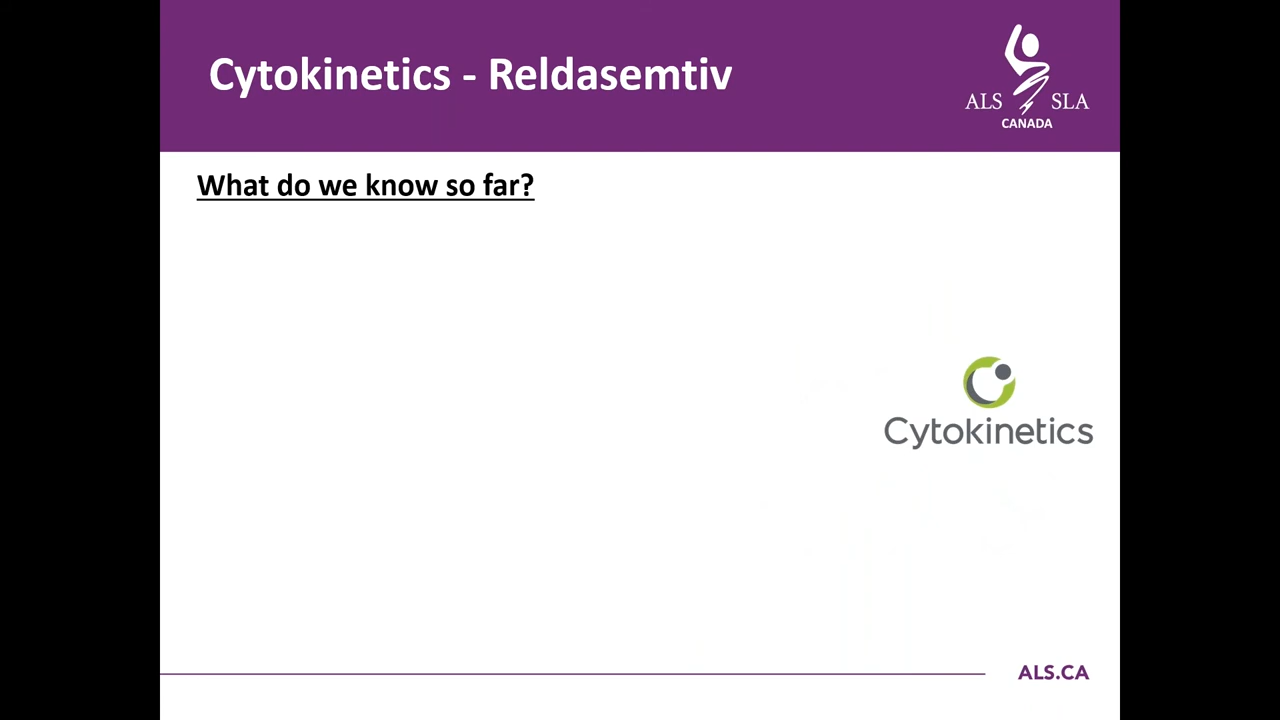 Cytokinetics - Reldasemtiv
ALS SLA
CANADA
What do we know so far?
Cytokinetics
ALS.CA